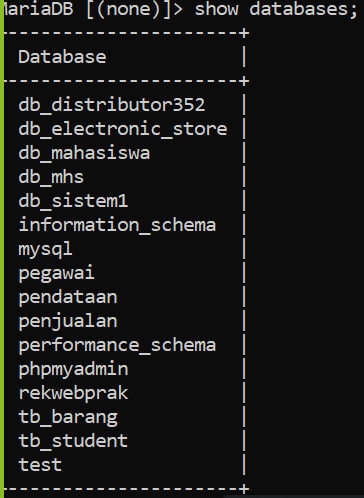 MariaDB [(none)]> show databases;
-----------------------+
Database |
-----------------------+
db_distributor352 |
db_electronic_store |
db_mahasiswa |
db_mhs |
db_sistem1 |
information_schema |
mysql |
pegawai |
pendataan |
penjualan |
performance_schema |
phpmyadmin |
rekwebprak |
tb_barang |
tb_student |
test |
-----------------------+